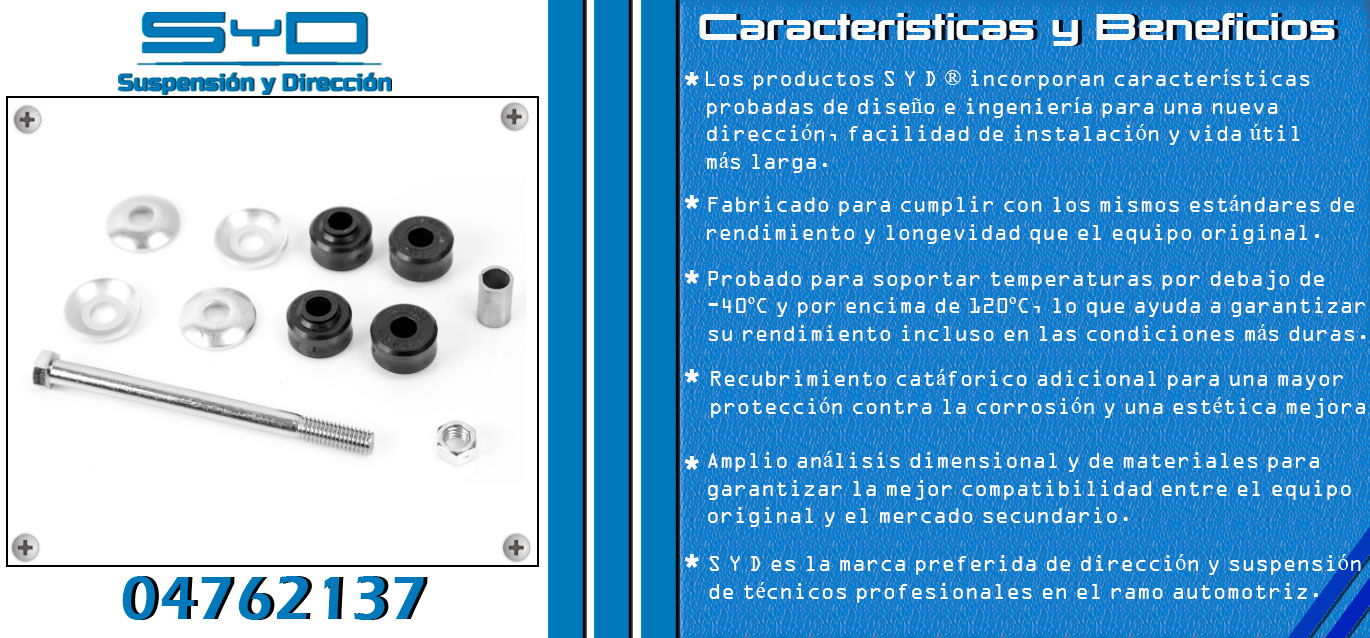 SYD
Suspensión y Dirección
04762137
Caracteristicas y Beneficios
* Los productos S Y D ® incorporan características
probadas de diseño e ingeniería para una nueva
dirección, facilidad de instalación y vida útil
más larga.
* Fabricado para cumplir con los mismos estándares de
rendimiento y longevidad que el equipo original.
* Probado para soportar temperaturas por debajo de
-40°C y por encima de 120°C, lo que ayuda a garantizar
su rendimiento incluso en las condiciones más duras.
* Recubrimiento catáforico adicional para una mayor
protección contra la corrosión y una estética mejora
* Amplio análisis dimensional y de materiales para
garantizar la mejor compatibilidad entre el equipo
original y el mercado secundario.
* S Y D es la marca preferida de dirección y suspensión
de técnicos profesionales en el ramo automotriz.